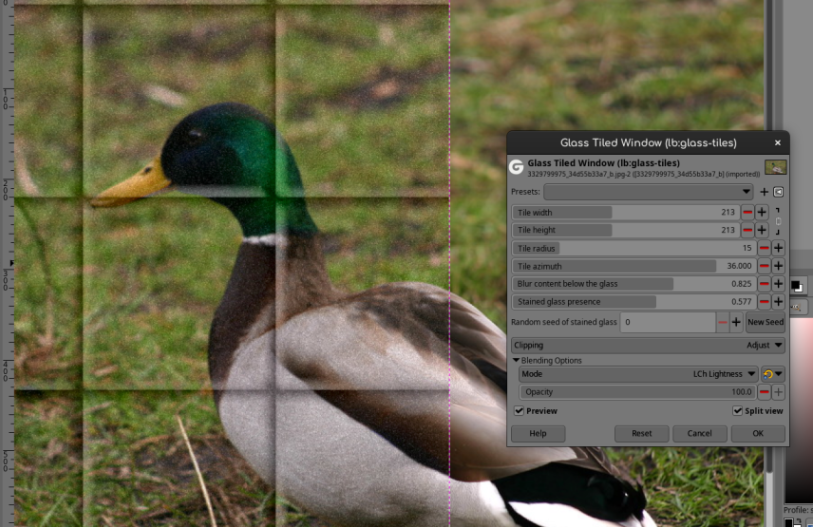 Glass Tiled Window (lb:glass-tiles)
Glass Tiled Window (lb:glass-tiles)
3329799975_34d55b33a7_b.jpg-2 ([3329799975_34d55b33a7_b] (imported))
Presets:
Tile width 213
Tile height 213
Tile radius 15
Tile azimuth 36.000
Blur content below the glass 0.825
Stained glass presence 0.577
Random seed of stained glass 0 New Seed
Clipping Adjust
Blending Options
Mode LCh Lightness
Opacity 100.0
Preview Split view
Help Reset Cancel OK
Profile: s